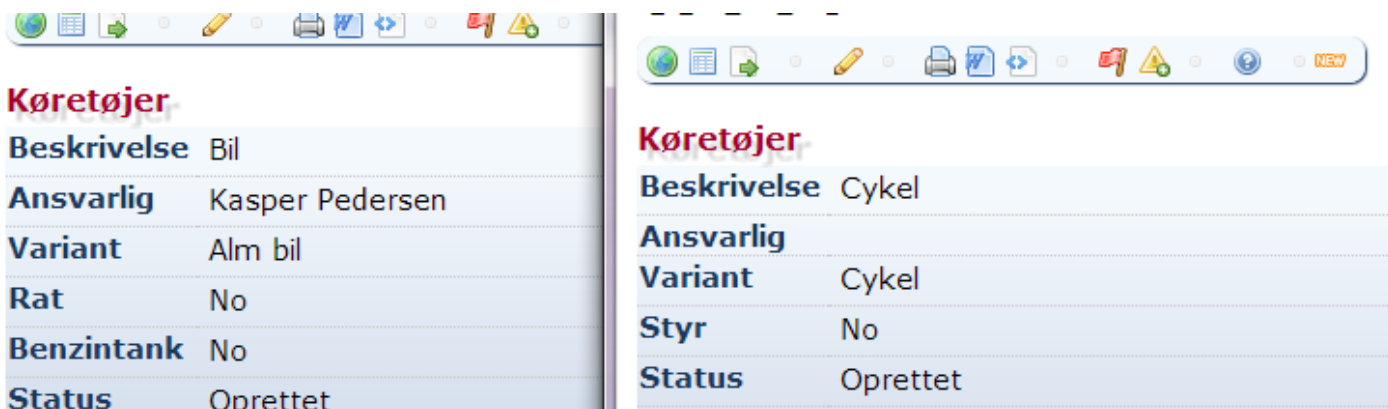 Køretøjer
Beskrivelse Bil
Ansvarlig Kasper Pedersen
Variant Alm bil
Rat No
Benzintank No
Status Oprettet
NEW
Køretøjer
Beskrivelse Cykel
Ansvarlig
Variant Cykel
Styr No
Status Oprettet